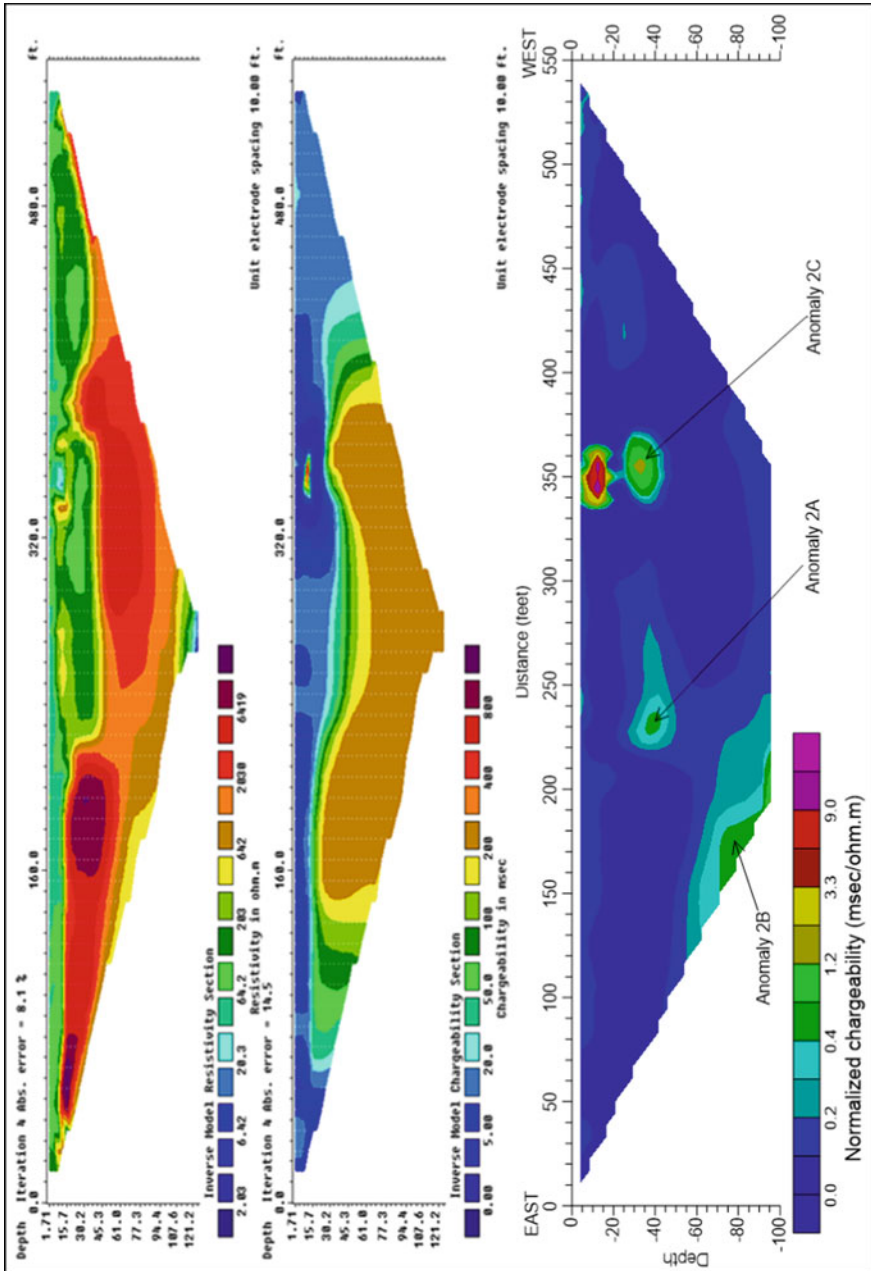 Depth Iteration 4 Abs. error = 8.1 %
0.0 160.0 320.0 480.0 ft.
1.71
15.7
30.2
45.3
61.0
77.3
94.4
107.6
121.2
Inverse Model Resistivity Section
2.03 6.42 20.3 64.2 203 642 2030 6419
Resistivity in ohm.m
Unit electrode spacing 10.00 ft.
Depth Iteration 4 Abs. error = 14.5
0.0 160.0 320.0 480.0 ft.
1.71
15.7
30.2
45.3
61.0
77.3
94.4
107.6
121.2
Inverse Model Chargeability Section
0.00 5.00 20.0 50.0 100 200 400 800
Chargeability in msec
Unit electrode spacing 10.00 ft.
EAST Distance (feet) WEST
0 50 100 150 200 250 300 350 400 450 500 550
0
-20
-40
-60
-80
-100
Depth
0
-20
-40
-60
-80
-100
Anomaly 2B
Anomaly 2A
Anomaly 2C
0.0 0.2 0.4 1.2 3.3 9.0
Normalized chargeability (msec/ohm.m)